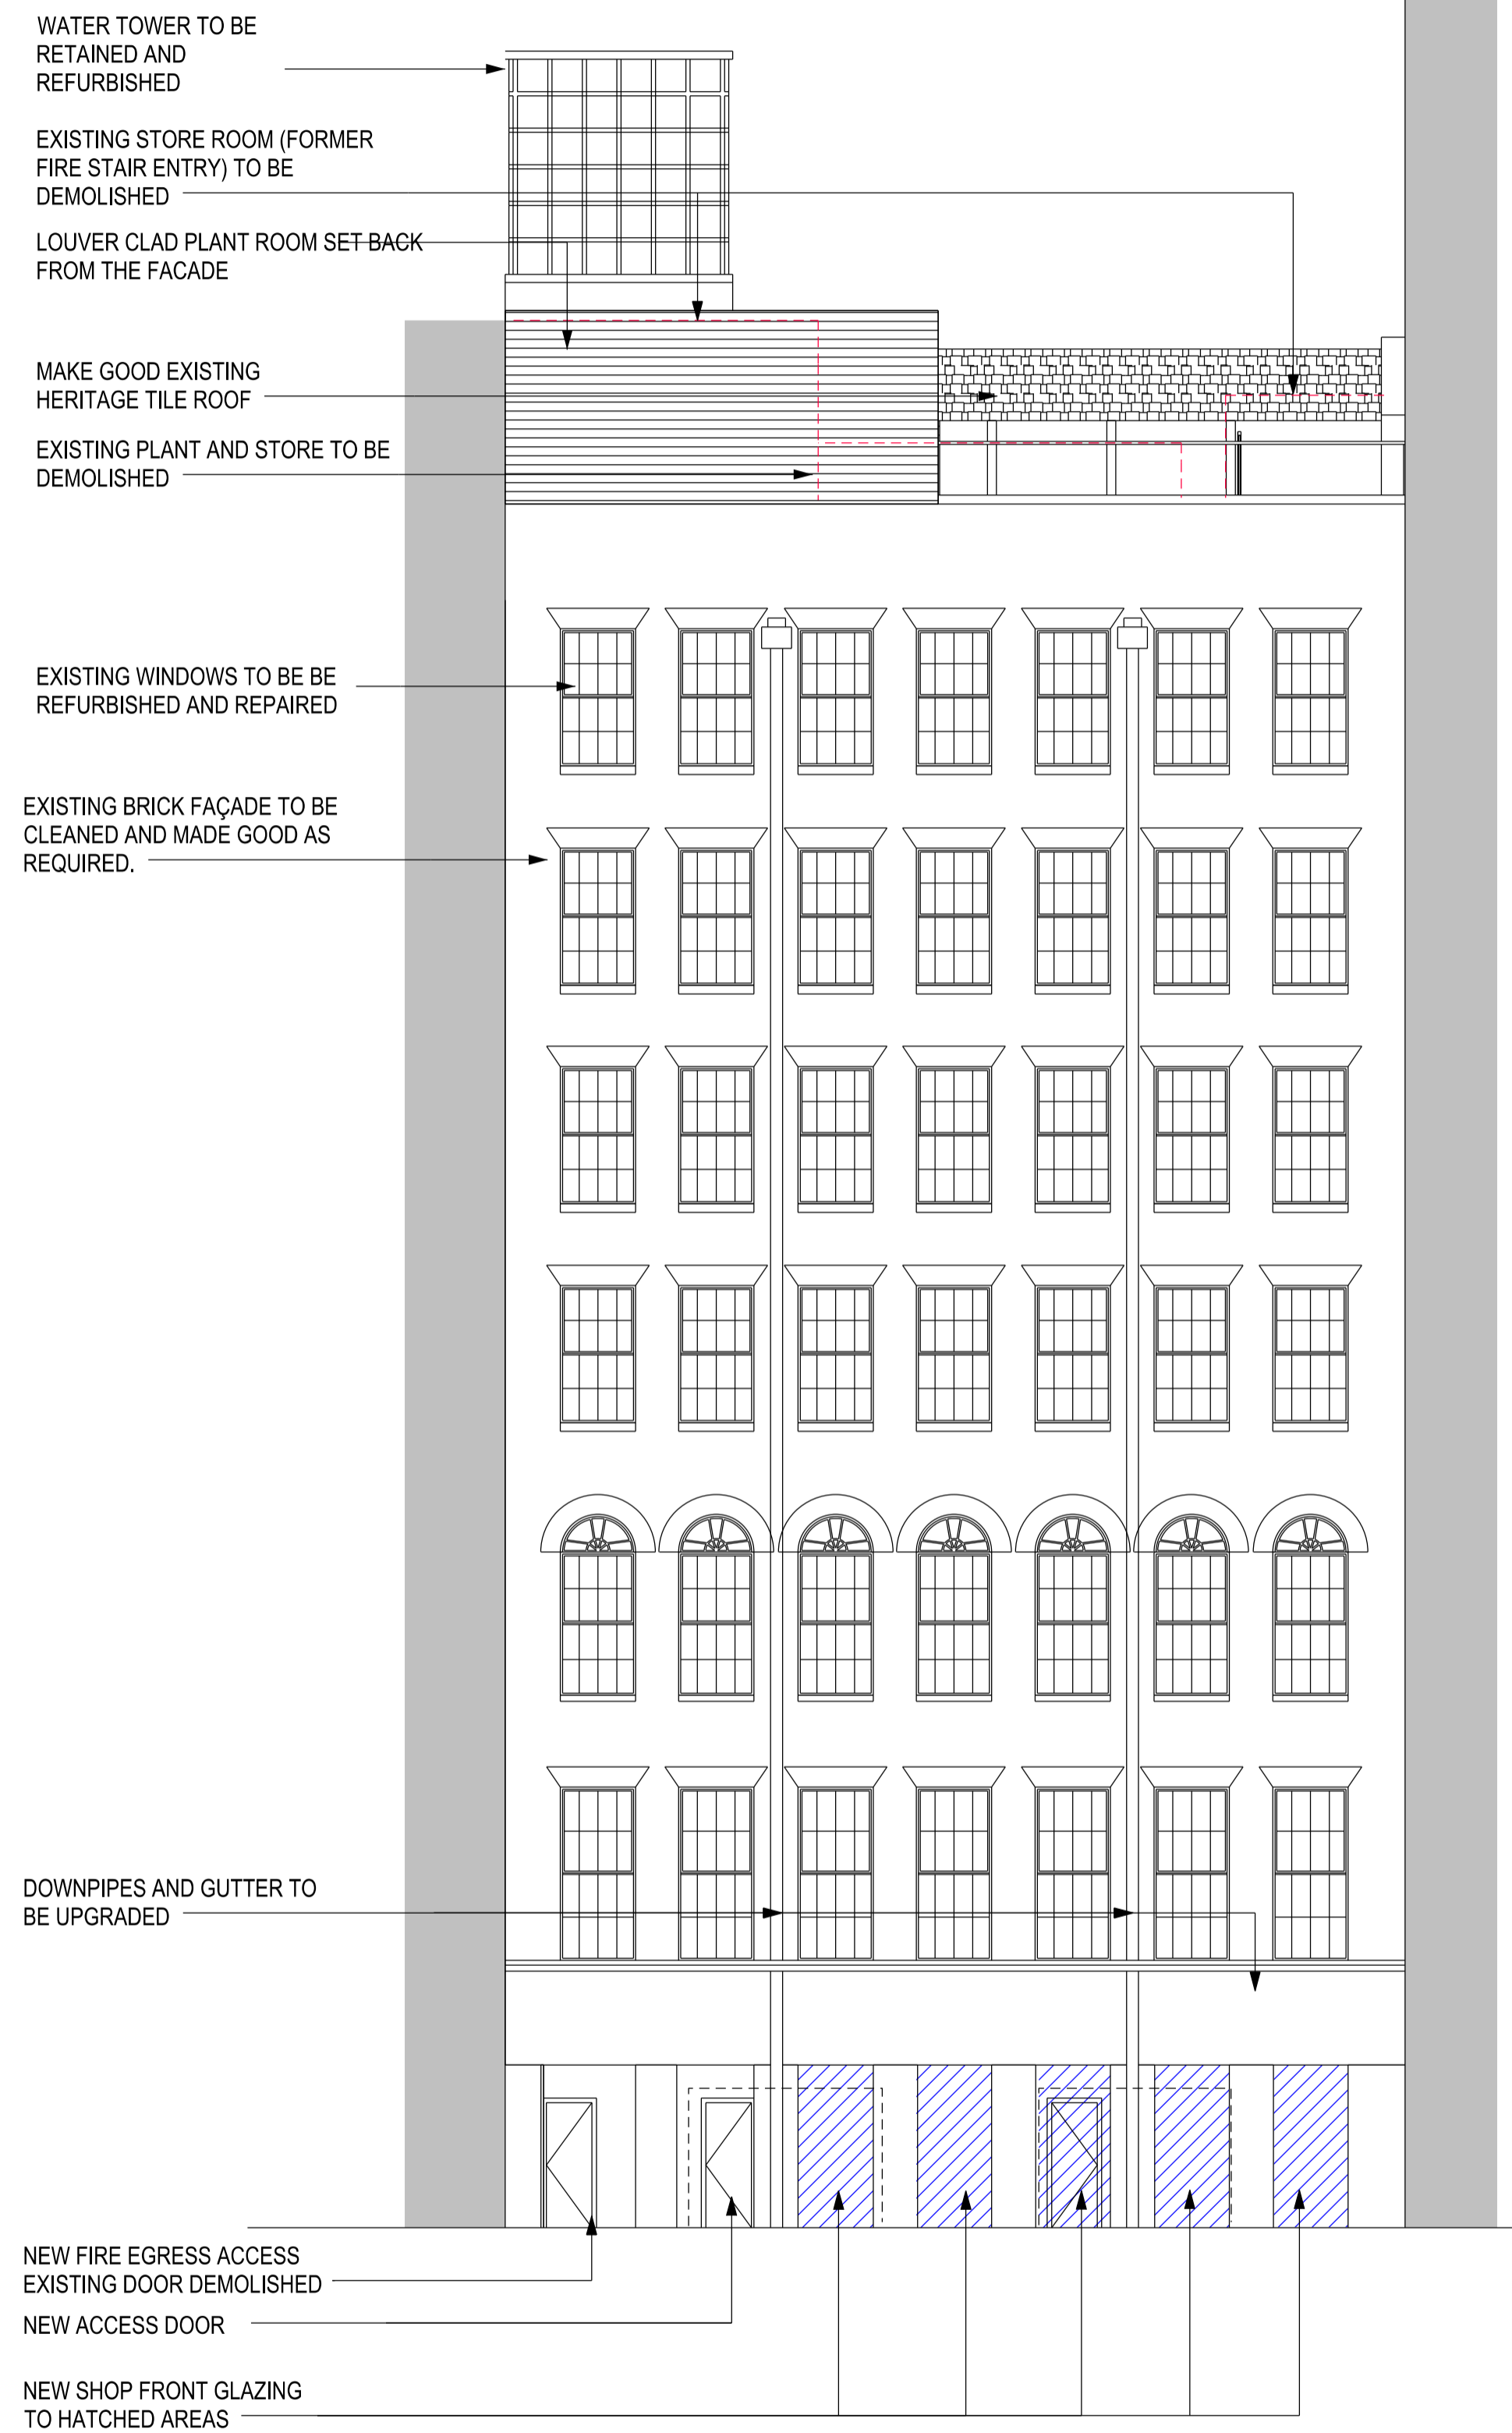 WATER TOWER TO BE
RETAINED AND
REFURBISHED
EXISTING STORE ROOM (FORMER
FIRE STAIR ENTRY) TO BE
DEMOLISHED
LOUVER CLAD PLANT ROOM SET BACK
FROM THE FACADE
MAKE GOOD EXISTING
HERITAGE TILE ROOF
EXISTING PLANT AND STORE TO BE
DEMOLISHED
EXISTING WINDOWS TO BE BE
REFURBISHED AND REPAIRED
EXISTING BRICK FAÇADE TO BE
CLEANED AND MADE GOOD AS
REQUIRED.
DOWNPIPES AND GUTTER TO
BE UPGRADED
NEW FIRE EGRESS ACCESS
EXISTING DOOR DEMOLISHED
NEW ACCESS DOOR
NEW SHOP FRONT GLAZING
TO HATCHED AREAS